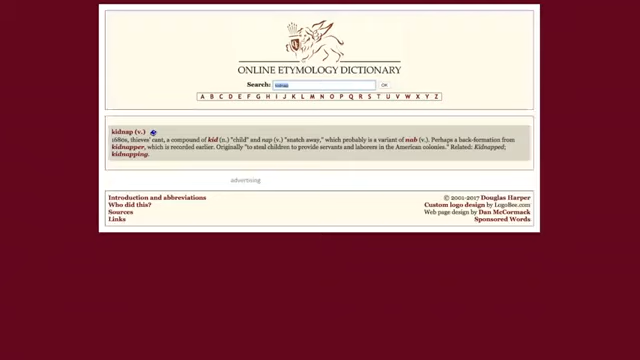 ONLINE ETYMOLOGY DICTIONARY
Search: kidnap OK
A B C D E F G H I J K L M N O P Q R S T U V W X Y Z
kidnap (v.)
1680s, thieves' cant, a compound of kid (n.) "child" and nap (v.) "snatch away," which probably is a variant of nab (v.). Perhaps a back-formation from
kidnapper, which is recorded earlier. Originally "to steal children to provide servants and laborers in the American colonies." Related: Kidnapped;
kidnapping.
advertising
Introduction and abbreviations
Who did this?
Sources
Links
© 2001-2017 Douglas Harper
Custom logo design by LogoBee.com
Web page design by Dan McCormack
Sponsored Words